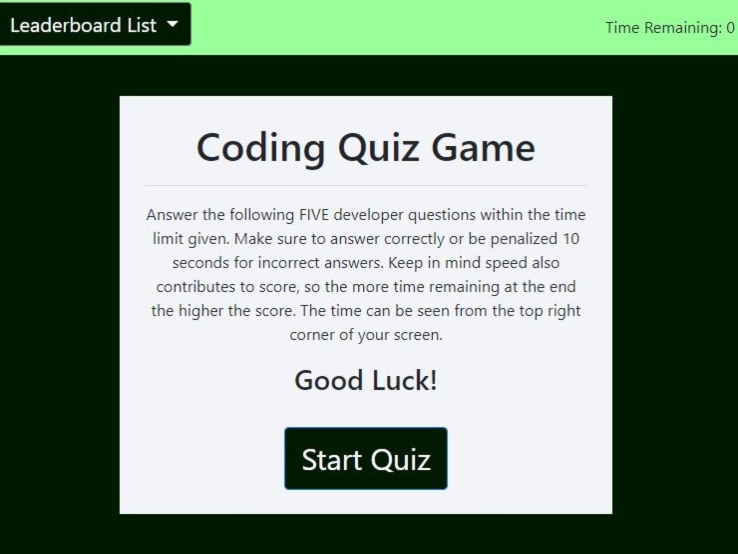 Leaderboard List
Time Remaining: 0
Coding Quiz Game
Answer the following FIVE developer questions within the time
limit given. Make sure to answer correctly or be penalized 10
seconds for incorrect answers. Keep in mind speed also
contributes to score, so the more time remaining at the end
the higher the score. The time can be seen from the top right
corner of your screen.
Good Luck!
Start Quiz